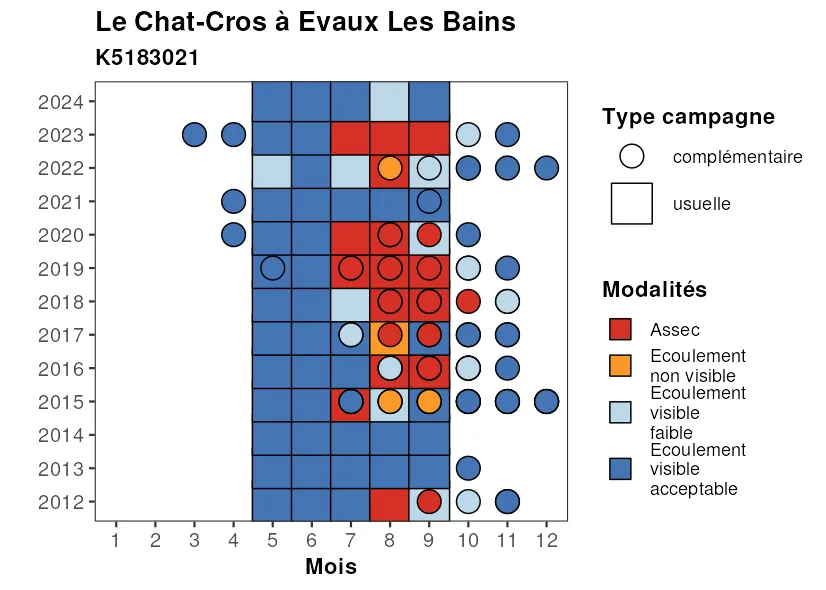 Le Chat-Cros à Evaux Les Bains
K5183021
2024
2023
2022
2021
2020
2019
2018
2017
2016
2015
2014
2013
2012
1 2 3 4 5 6 7 8 9 10 11 12
Mois
Type campagne
complémentaire
usuelle
Modalités
Assec
Ecoulement
non visible
Ecoulement
visible
faible
Ecoulement
visible
acceptable